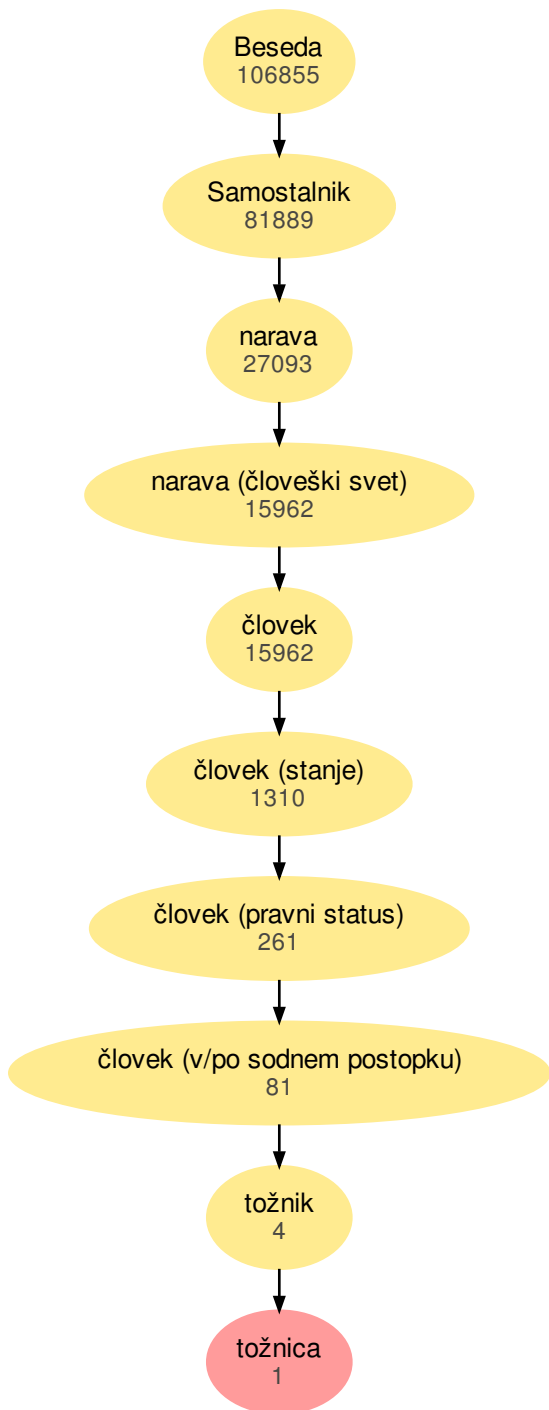 Beseda
106855
Samostalnik
81889
narava
27093
narava (človeški svet)
15962
človek
15962
človek (stanje)
1310
človek (pravni status)
261
človek (v/po sodnem postopku)
81
tožnik
4
tožnica
1